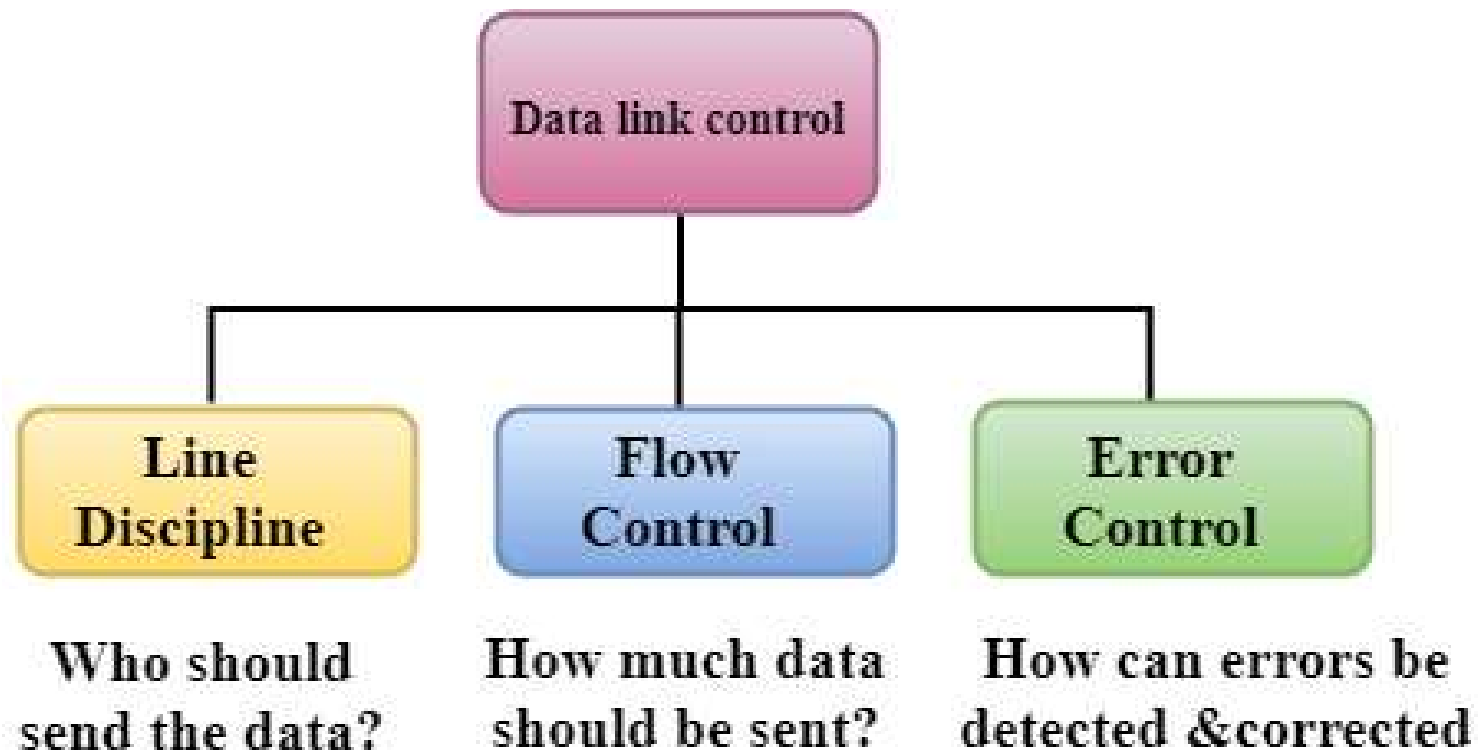 Data link control
Line
Discipline
Flow
Control
Error
Control
Who should
send the data?
How much data
should be sent?
How can errors be
detected &corrected